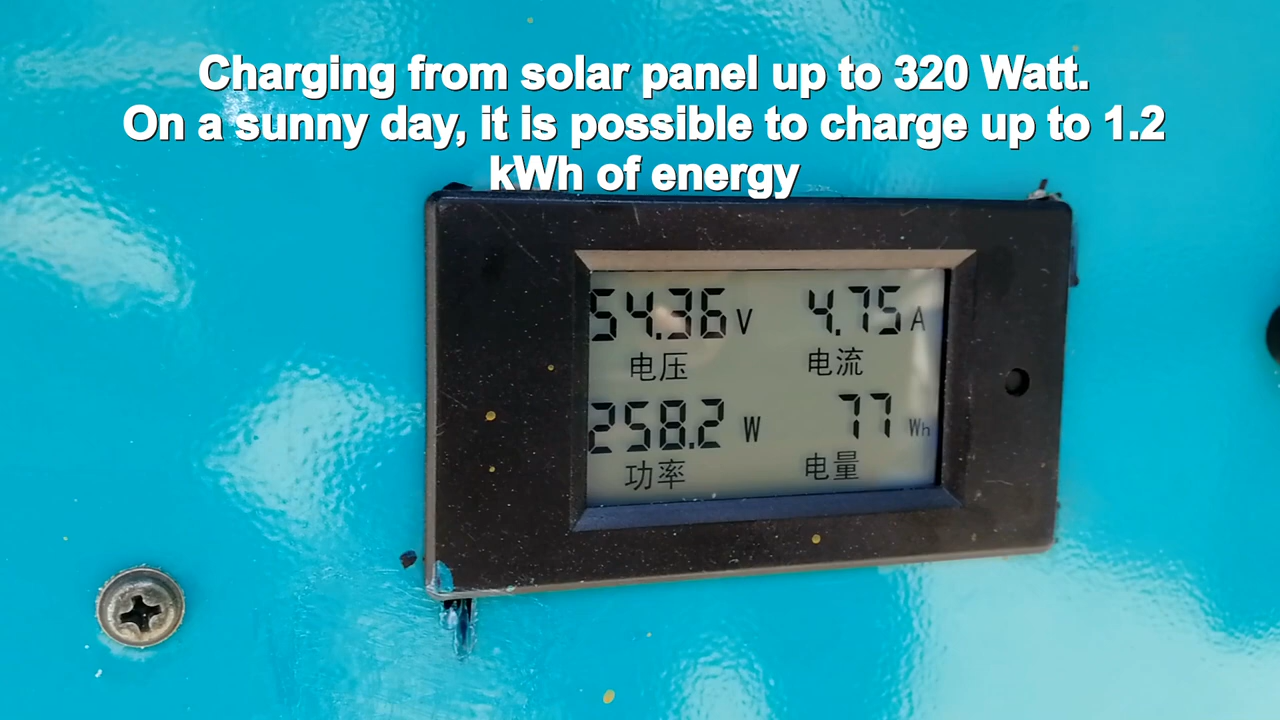 Charging from solar panel up to 320 Watt.
On a sunny day, it is possible to charge up to 1.2
kWh of energy
54.36 V 4.75 A
电压 电流
258.2 W 77 Wh
功率 电量